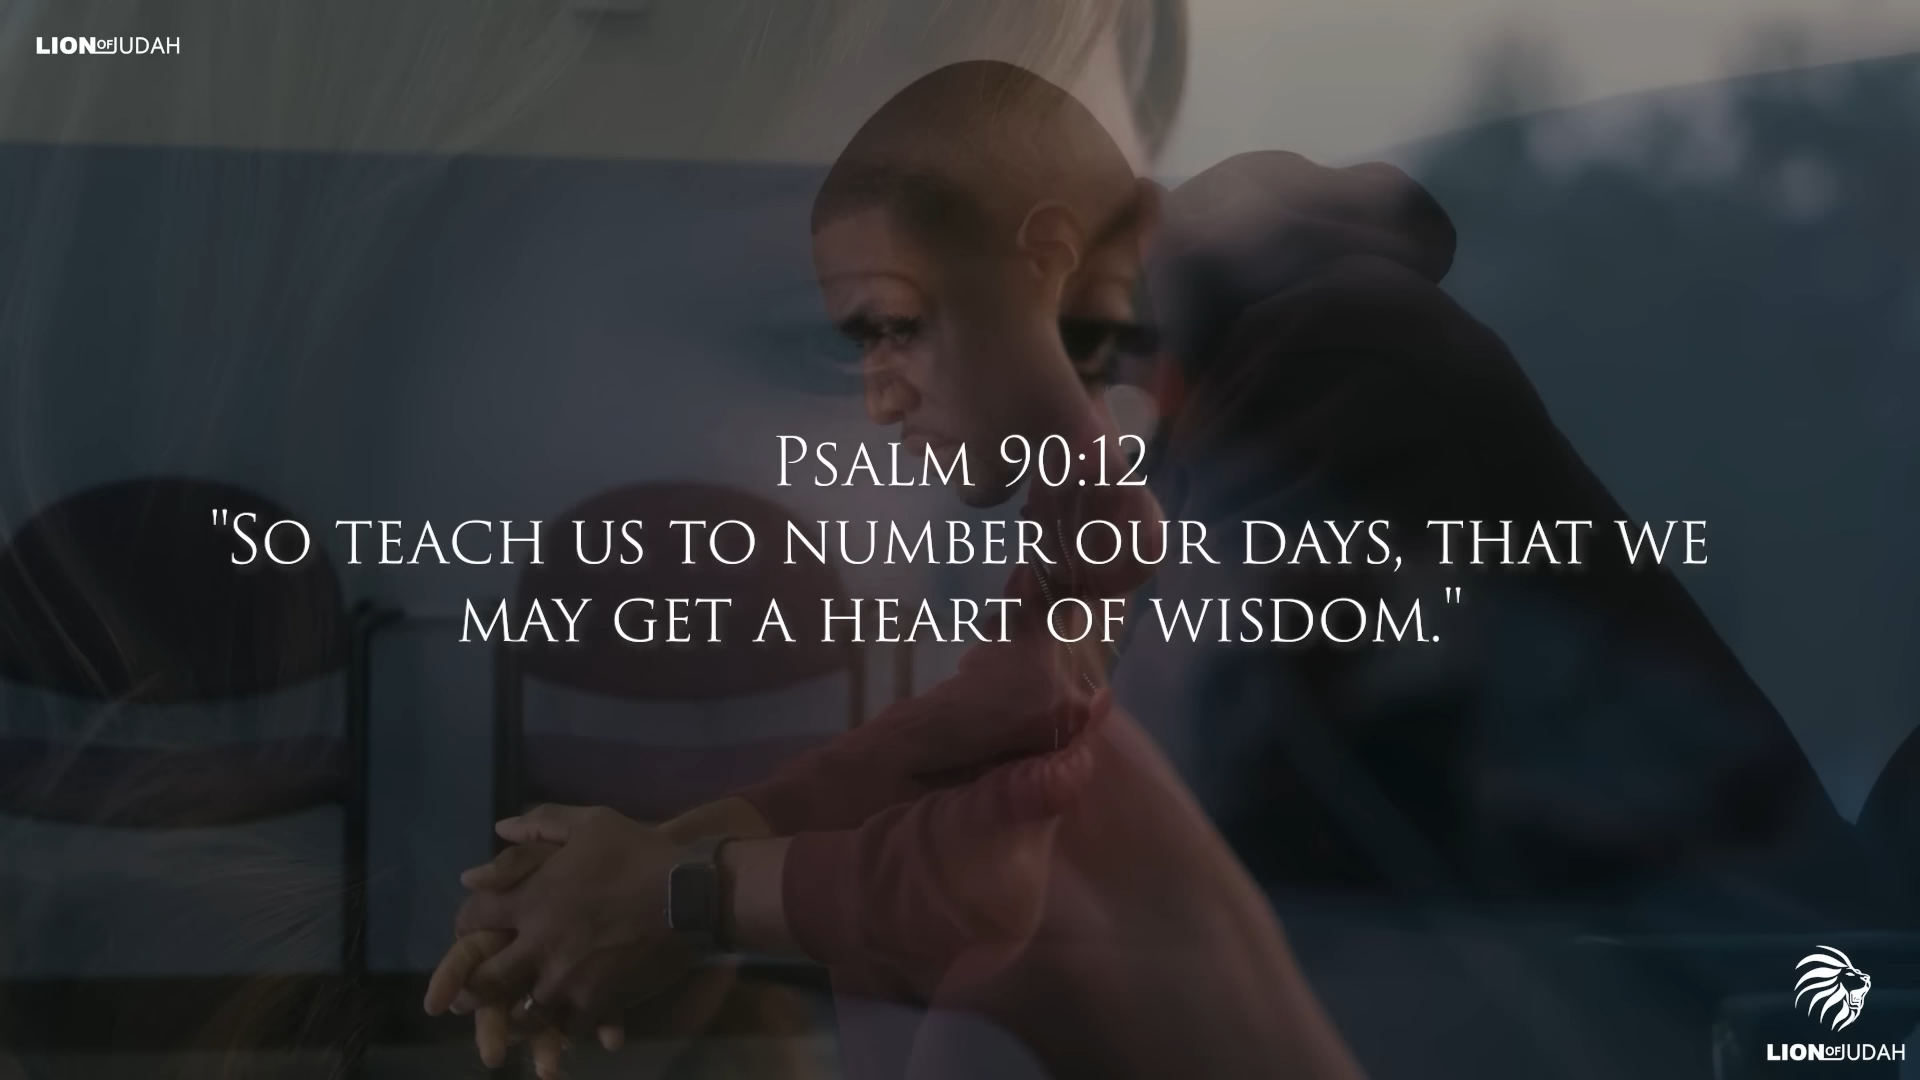 LION OF JUDAH
PSALM 90:12
"SO TEACH US TO NUMBER OUR DAYS, THAT WE
MAY GET A HEART OF WISDOM."
LION OF JUDAH